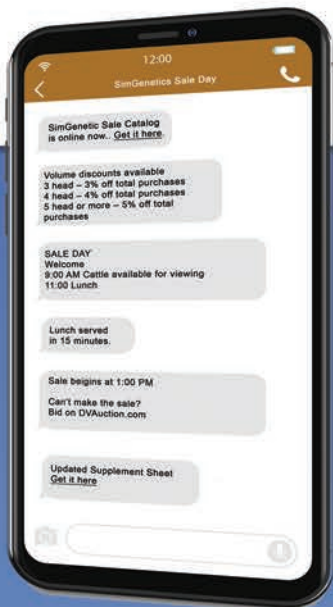 12:00
SimGenetics Sale Day
SimGenetic Sale Catalog
is online now.. Get it here.
Volume discounts available
3 head – 3% off total purchases
4 head – 4% off total purchases
5 head or more – 5% off total
purchases
SALE DAY
Welcome
9:00 AM Cattle available for viewing
11:00 Lunch
Lunch served
in 15 minutes.
Sale beigns at 1:00 PM
Can't make the sale?
Bid on DVAuction.com
Updated Supplement Sheet
Get it here